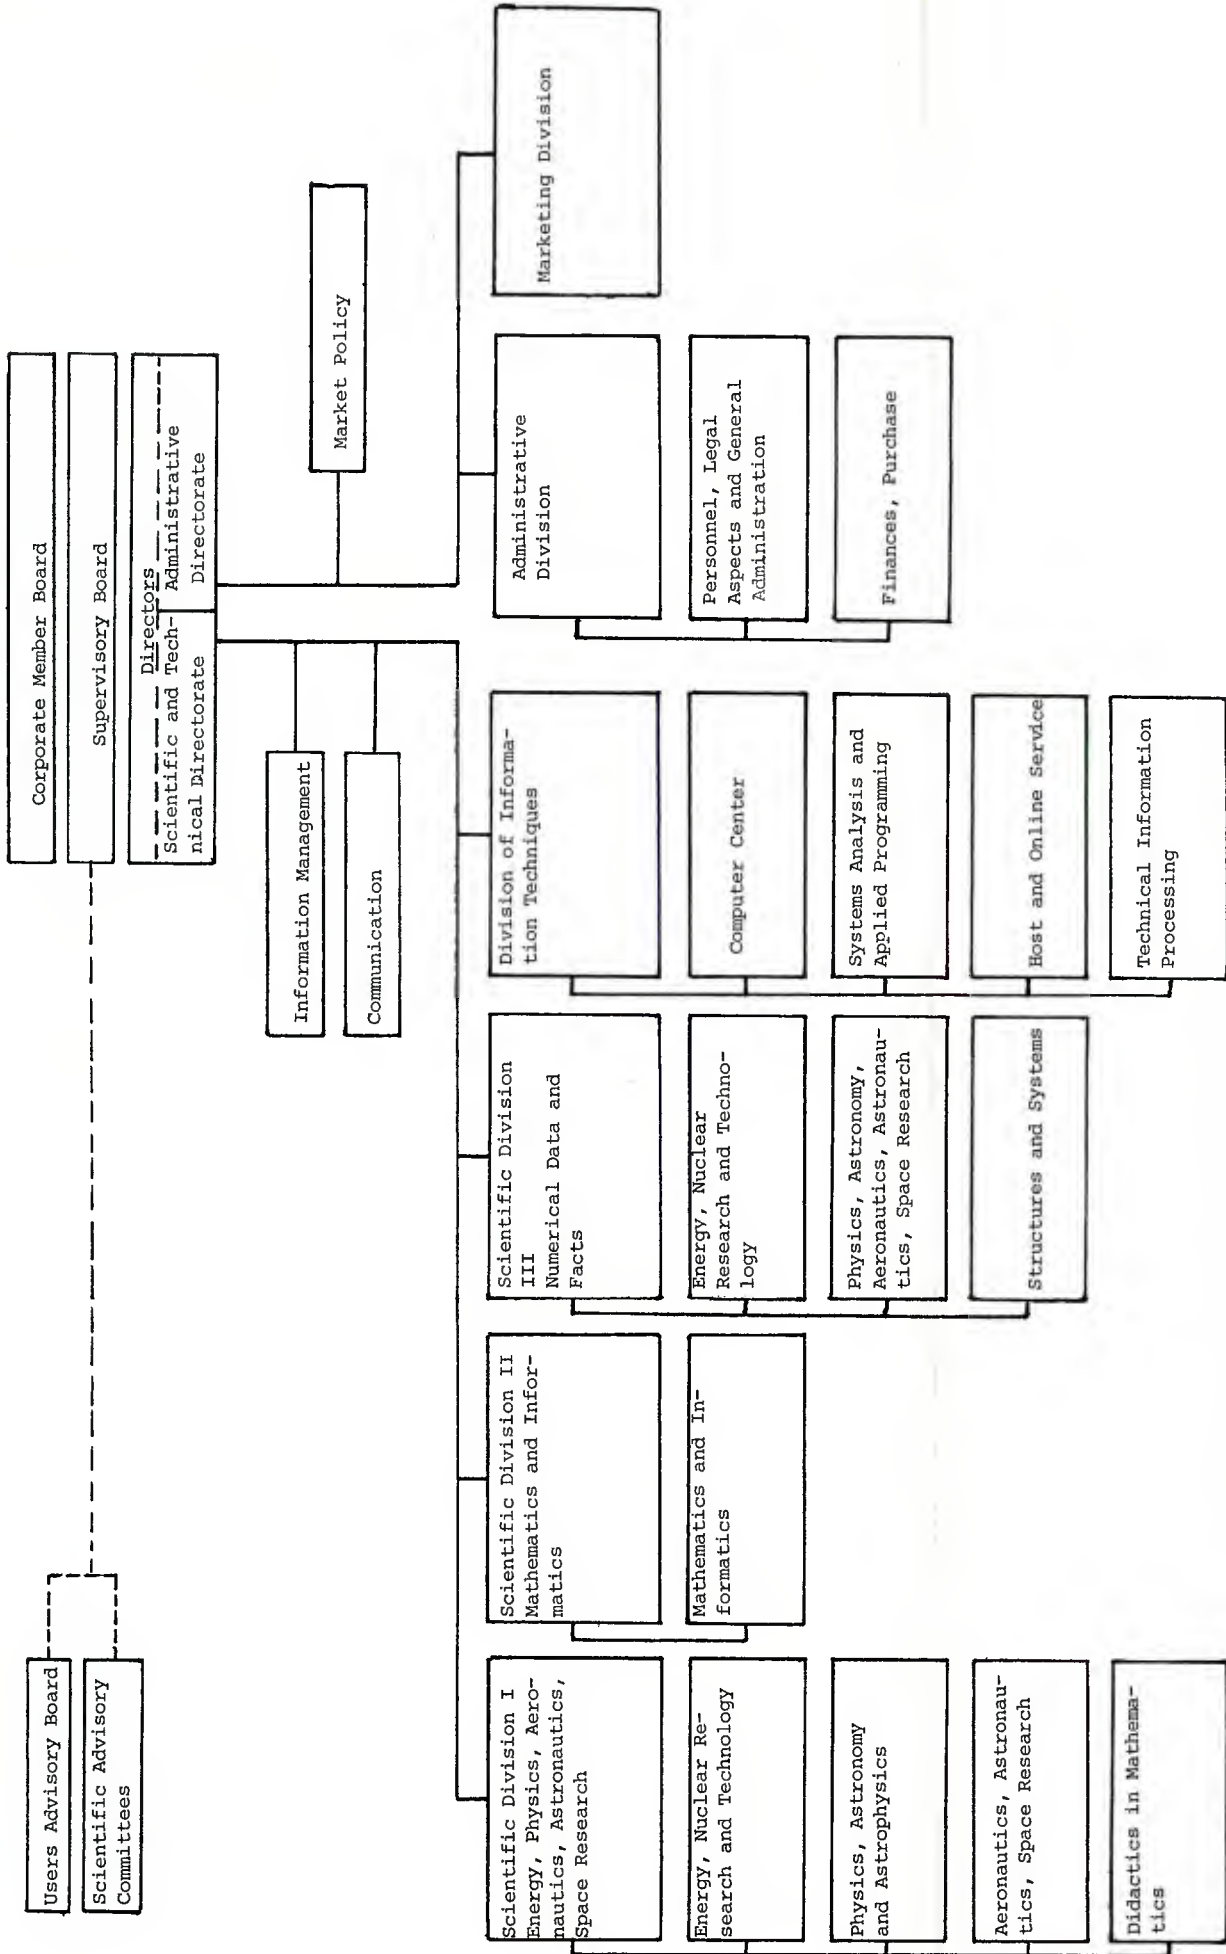 Corporate Member Board
Supervisory Board
Directors
Scientific and Tech-
nical Directorate
Administrative
Directorate
Users Advisory Board
Scientific Advisory
Committees
Market Policy
Information Management
Communication
Scientific Division I
Energy, Physics, Aero-
nautics, Astronautics,
Space Research
Energy, Nuclear Re-
search and Technology
Physics, Astronomy
and Astrophysics
Aeronautics, Astronau-
tics, Space Research
Didactics in Mathema-
tics
Scientific Division II
Mathematics and Infor-
matics
Mathematics and In-
formatics
Scientific Division
III
Numerical Data and
Facts
Energy, Nuclear
Research and Techno-
logy
Physics, Astronomy,
Aeronautics, Astronau-
tics, Space Research
Structures and Systems
Division of Informa-
tion Techniques
Computer Center
Systems Analysis and
Applied Programming
Host and Online Service
Technical Information
Processing
Administrative
Division
Personnel, Legal
Aspects and General
Administration
Finances, Purchase
Marketing Division